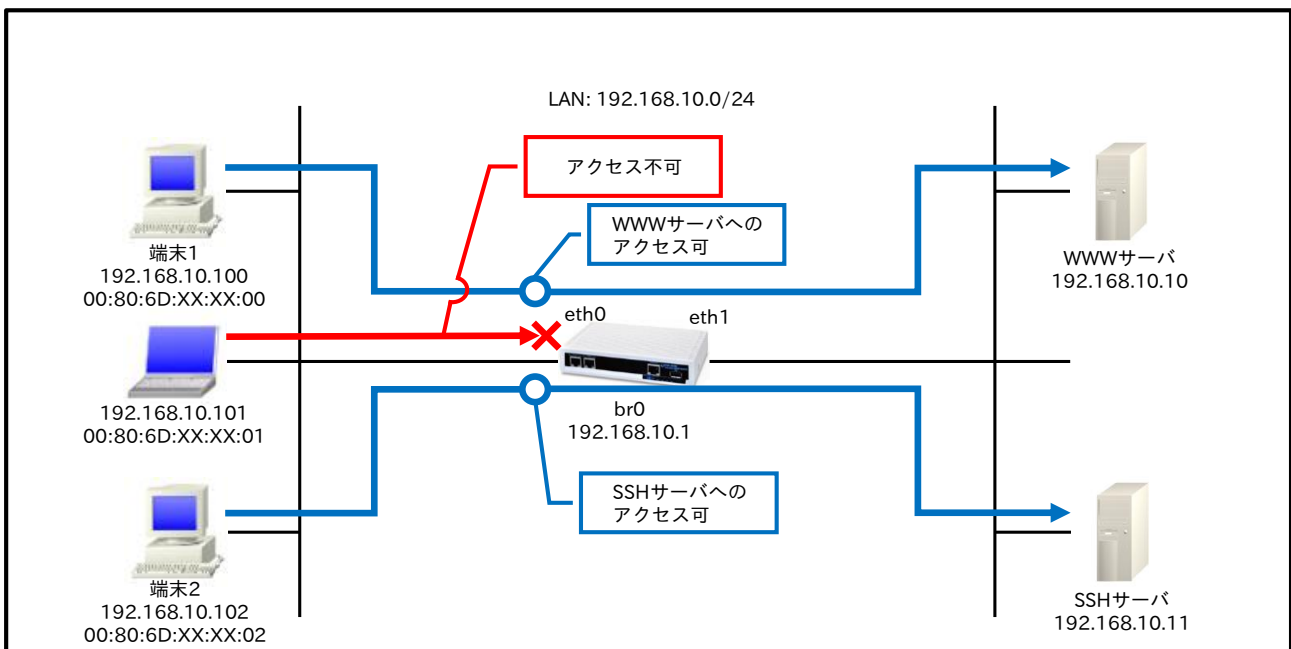 LAN: 192.168.10.0/24
アクセス不可
WWWサーバへの
アクセス可
端末1
192.168.10.100
00:80:6D:XX:XX:00
WWWサーバ
192.168.10.10
eth0
eth1
192.168.10.101
00:80:6D:XX:XX:01
br0
192.168.10.1
SSHサーバへの
アクセス可
端末2
192.168.10.102
00:80:6D:XX:XX:02
SSHサーバ
192.168.10.11